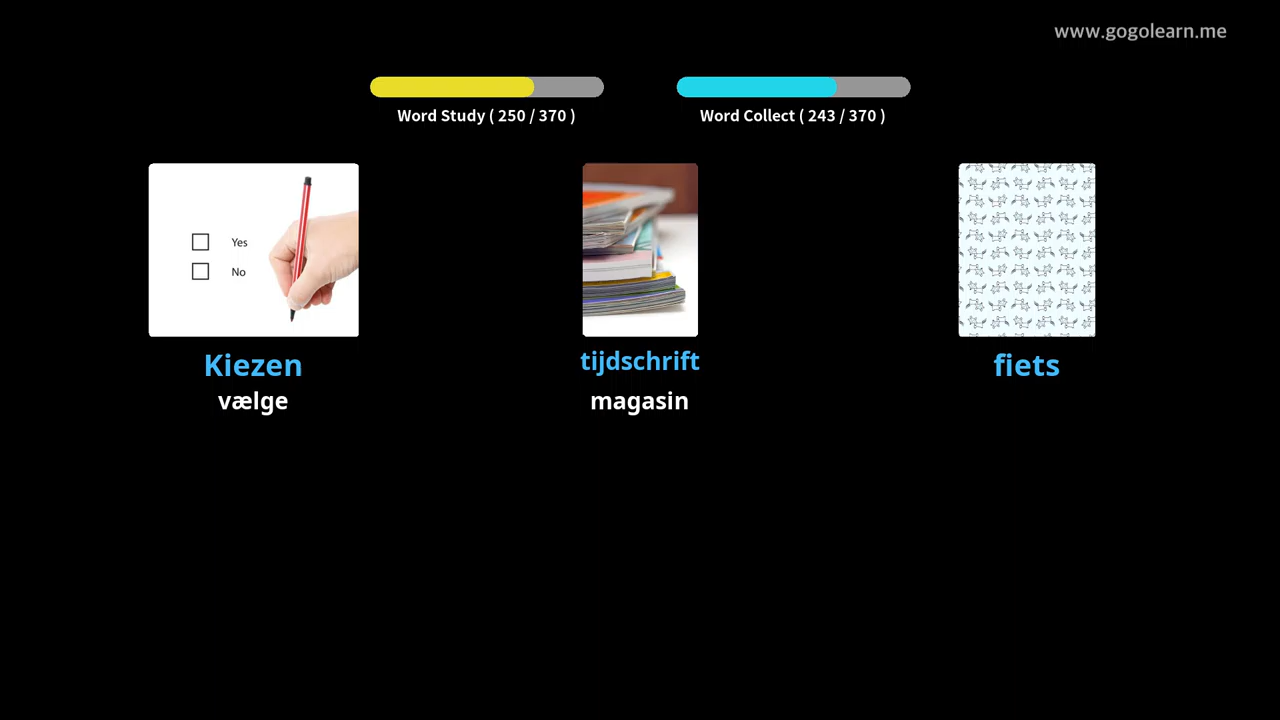 www.gogolearn.me
Word Study ( 250 / 370 )
Word Collect ( 243 / 370 )
Yes
No
Kiezen
vælge
tijdschrift
magasin
fiets